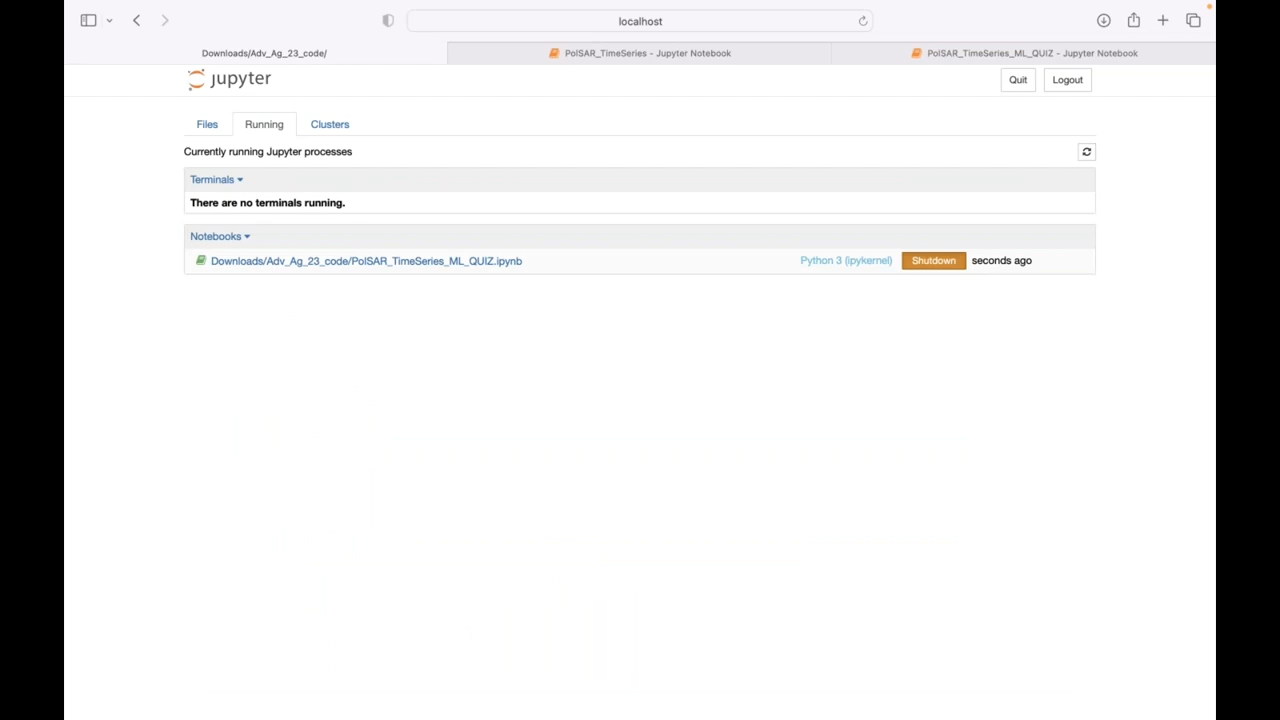 localhost
Downloads/Adv_Ag_23_code/
PolSAR_TimeSeries - Jupyter Notebook
PolSAR_TimeSeries_ML_QUIZ - Jupyter Notebook
jupyter
Quit
Logout
Files
Running
Clusters
Currently running Jupyter processes
Terminals
There are no terminals running.
Notebooks
Downloads/Adv_Ag_23_code/PolSAR_TimeSeries_ML_QUIZ.ipynb
Python 3 (ipykernel)
Shutdown
seconds ago